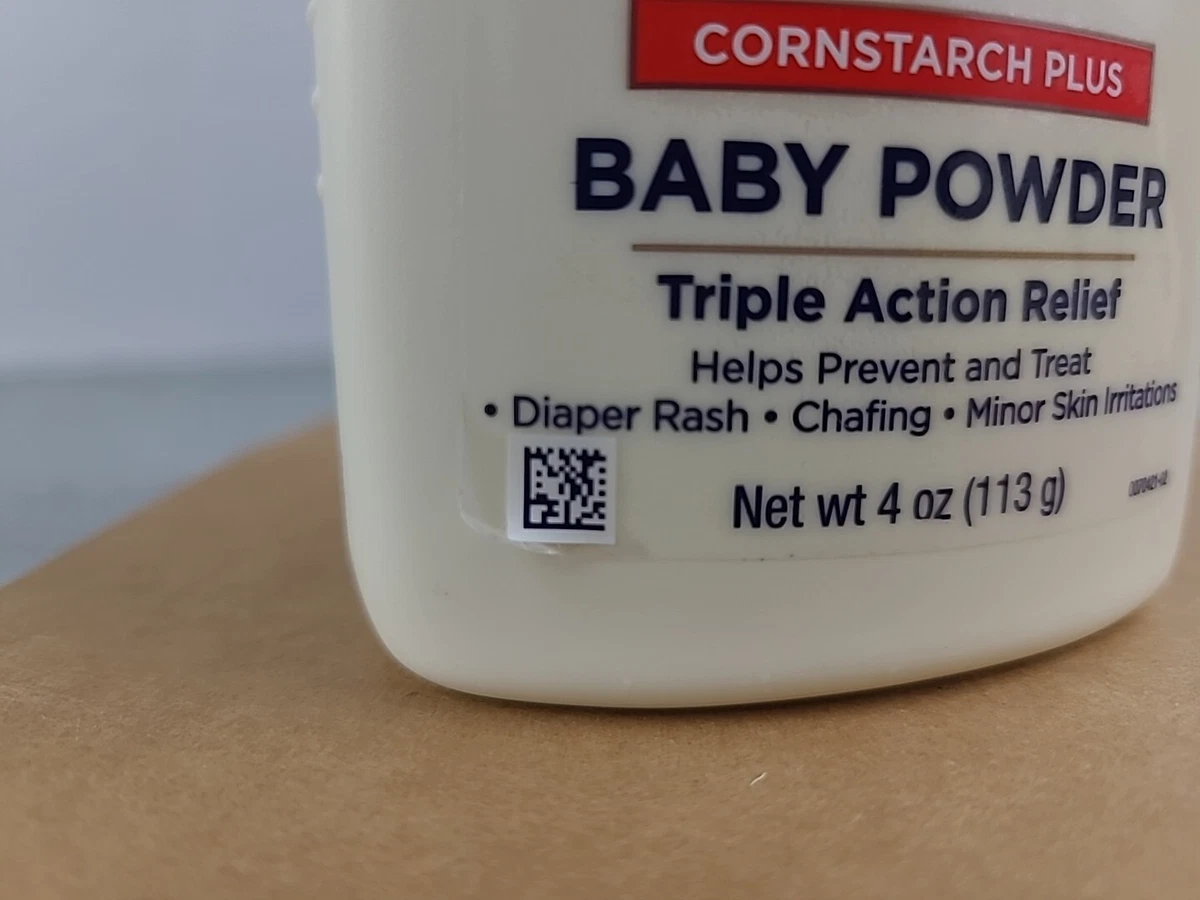 CORNSTARCH PLUS
BABY POWDER
Triple Action Relief
Helps Prevent and Treat
• Diaper Rash • Chafing • Minor Skin Irritations
Net wt 4 oz (113 g)